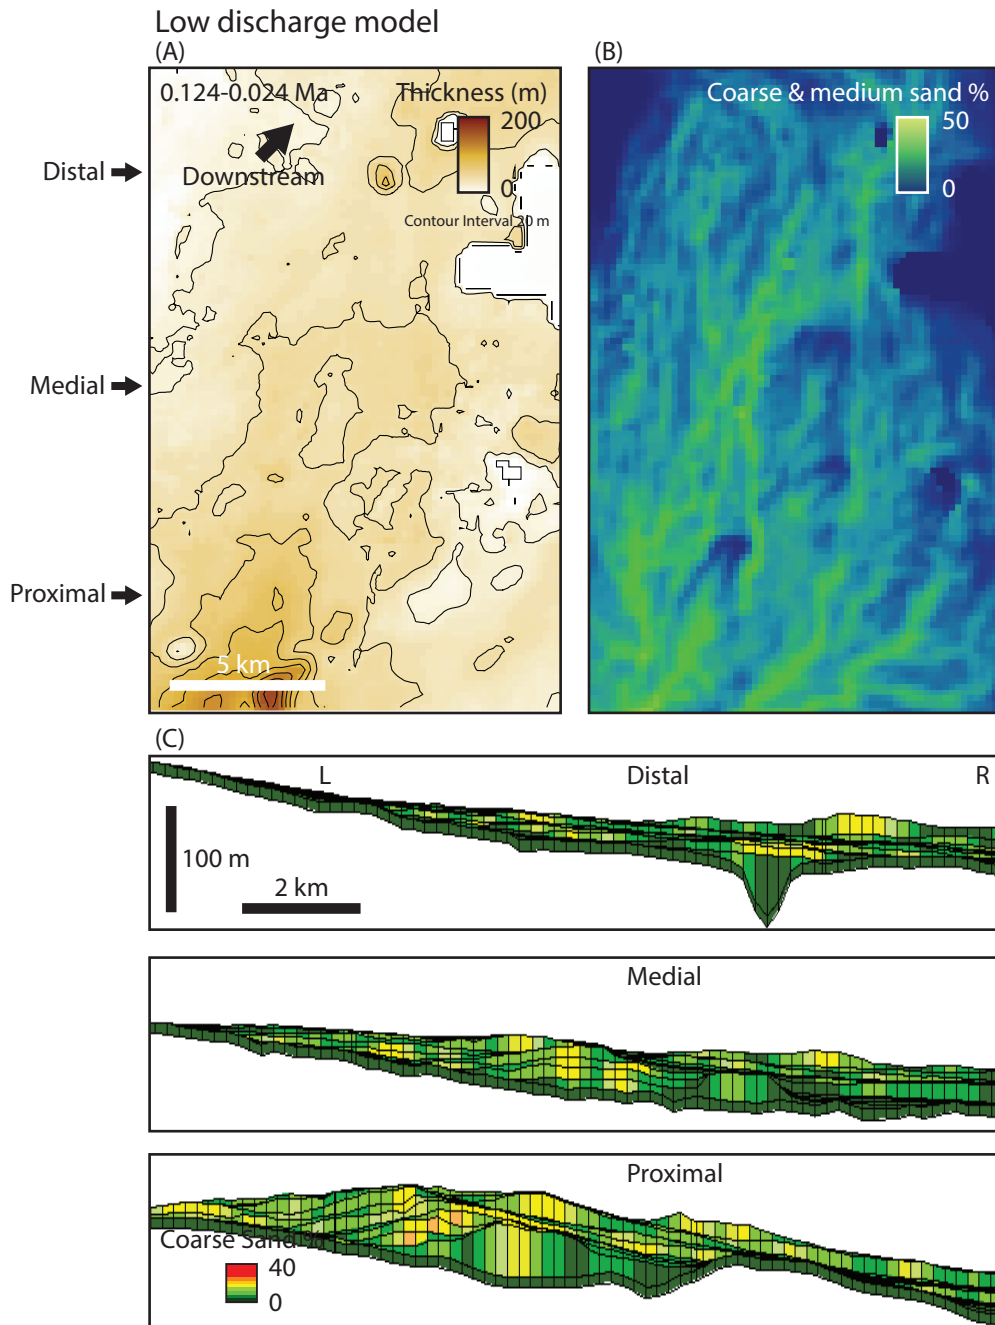 Low discharge model
(A)
(B)
0.124-0.024 Ma
Thickness (m)
200
0
Downstream
Contour Interval 20 m
Coarse & medium sand %
50
0
Distal
Medial
Proximal
5 km
(C)
L
Distal
R
100 m
2 km
Medial
Proximal
Coarse Sand %
40
0